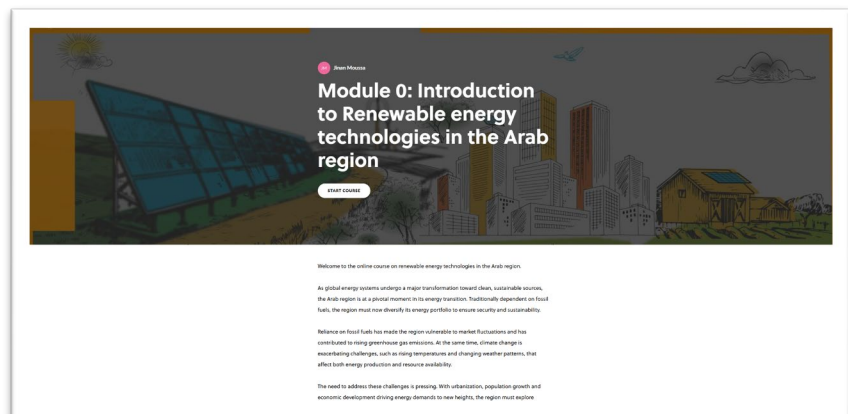 Jinan Moussa
Module 0: Introduction
to Renewable energy
technologies in the Arab
region
START COURSE
Welcome to the online course on renewable energy technologies in the Arab region.
As global energy systems undergo a major transformation toward clean, sustainable sources,
the Arab region is at a pivotal moment in its energy transition. Traditionally dependent on fossil
fuels, the region must now diversify its energy portfolio to ensure security and sustainability.
Reliance on fossil fuels has made the region vulnerable to market fluctuations and has
contributed to rising greenhouse gas emissions. At the same time, climate change is
exacerbating challenges, such as rising temperatures and changing weather patterns, that
affect both energy production and resource availability.
The need to address these challenges is pressing. With urbanization, population growth and
economic development driving energy demands to new heights, the region must explore